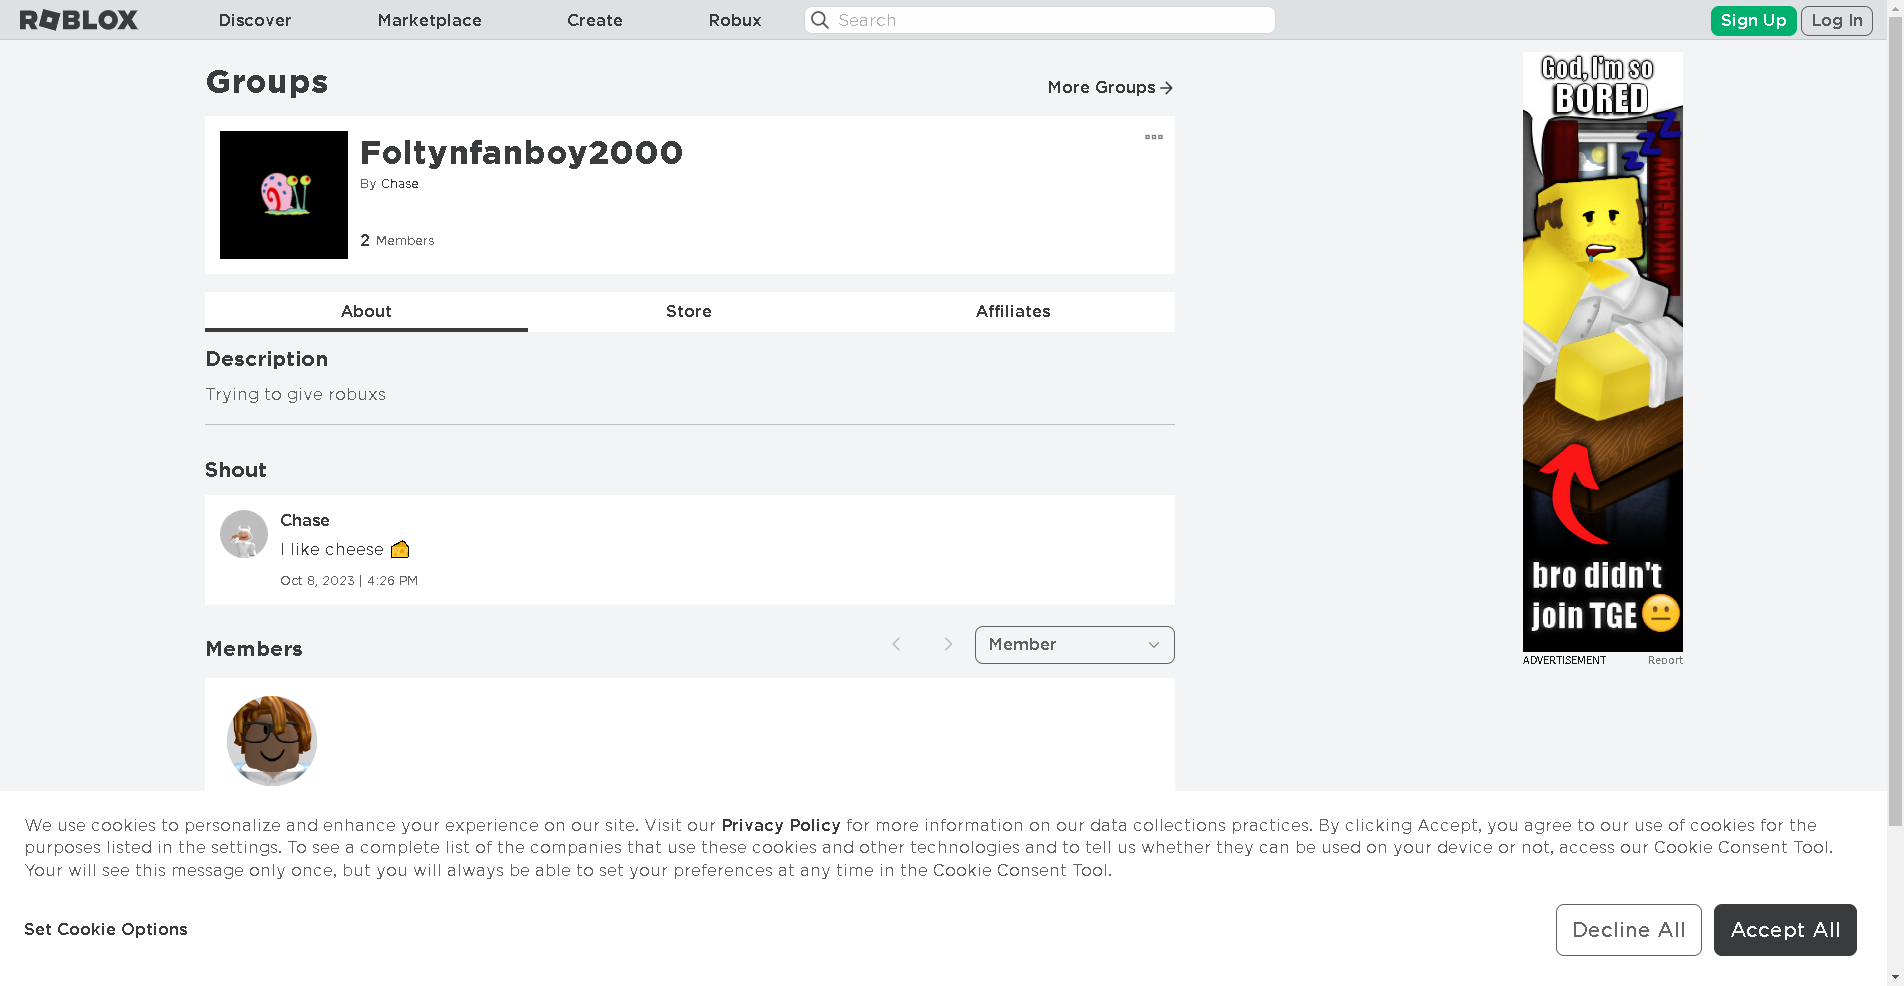 ROBLOX
Discover
Marketplace
Create
Robux
Search
Sign Up
Log In
Groups
More Groups
Foltynfanboy2000
By Chase
2 Members
About
Store
Affiliates
Description
Trying to give robuxs
Shout
Chase
I like cheese 🧀
Oct 8, 2023 | 4:26 PM
Members
Member
God, I'm so
BORED
zzz
VIKINGLAW
bro didn't
join TGE 😐
ADVERTISEMENT
Report
We use cookies to personalize and enhance your experience on our site. Visit our Privacy Policy for more information on our data collections practices. By clicking Accept, you agree to our use of cookies for the
purposes listed in the settings. To see a complete list of the companies that use these cookies and other technologies and to tell us whether they can be used on your device or not, access our Cookie Consent Tool.
Your will see this message only once, but you will always be able to set your preferences at any time in the Cookie Consent Tool.
Set Cookie Options
Decline All
Accept All